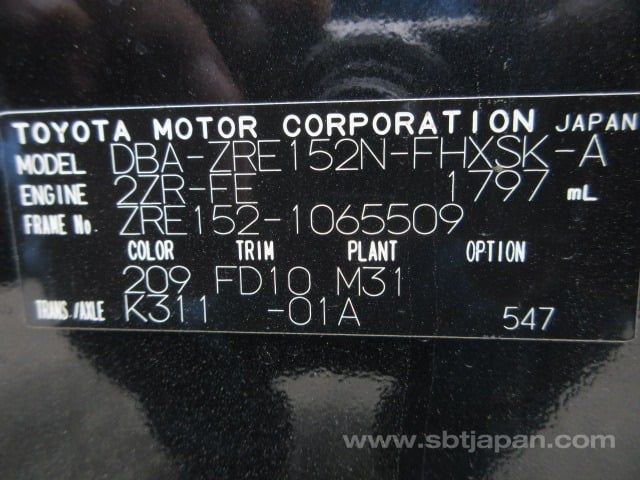 TOYOTA MOTOR CORPORATION JAPAN
MODEL DBA-ZRE152N-FHXSK-A
ENGINE 2ZR-FE 1797 mL
FRAME No. ZRE152-1065509
COLOR TRIM PLANT OPTION
209 FD10 M31
TRANS./AXLE K311 -01A 547
www.sbtjapan.com